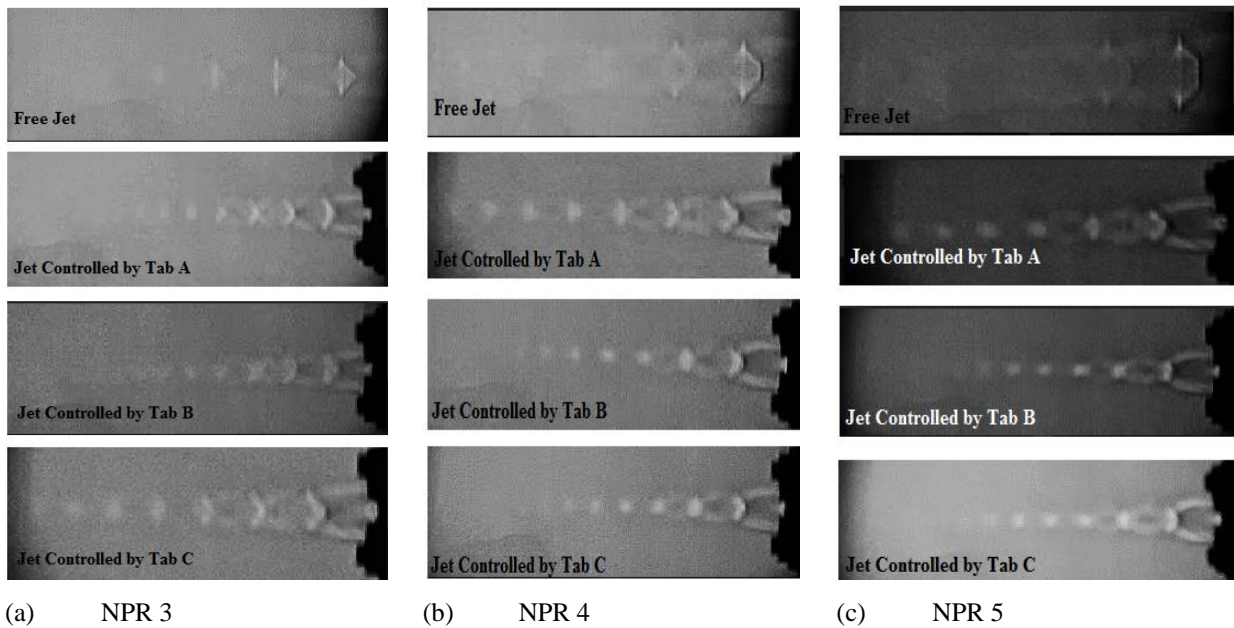 Free Jet
Jet Controlled by Tab A
Jet Controlled by Tab B
Jet Controlled by Tab C
(a) NPR 3
Free Jet
Jet Cotrolled by Tab A
Jet Controlled by Tab B
Jet Controlled by Tab C
(b) NPR 4
Free Jet
Jet Controlled by Tab A
Jet Controlled by Tab B
Jet Controlled by Tab C
(c) NPR 5